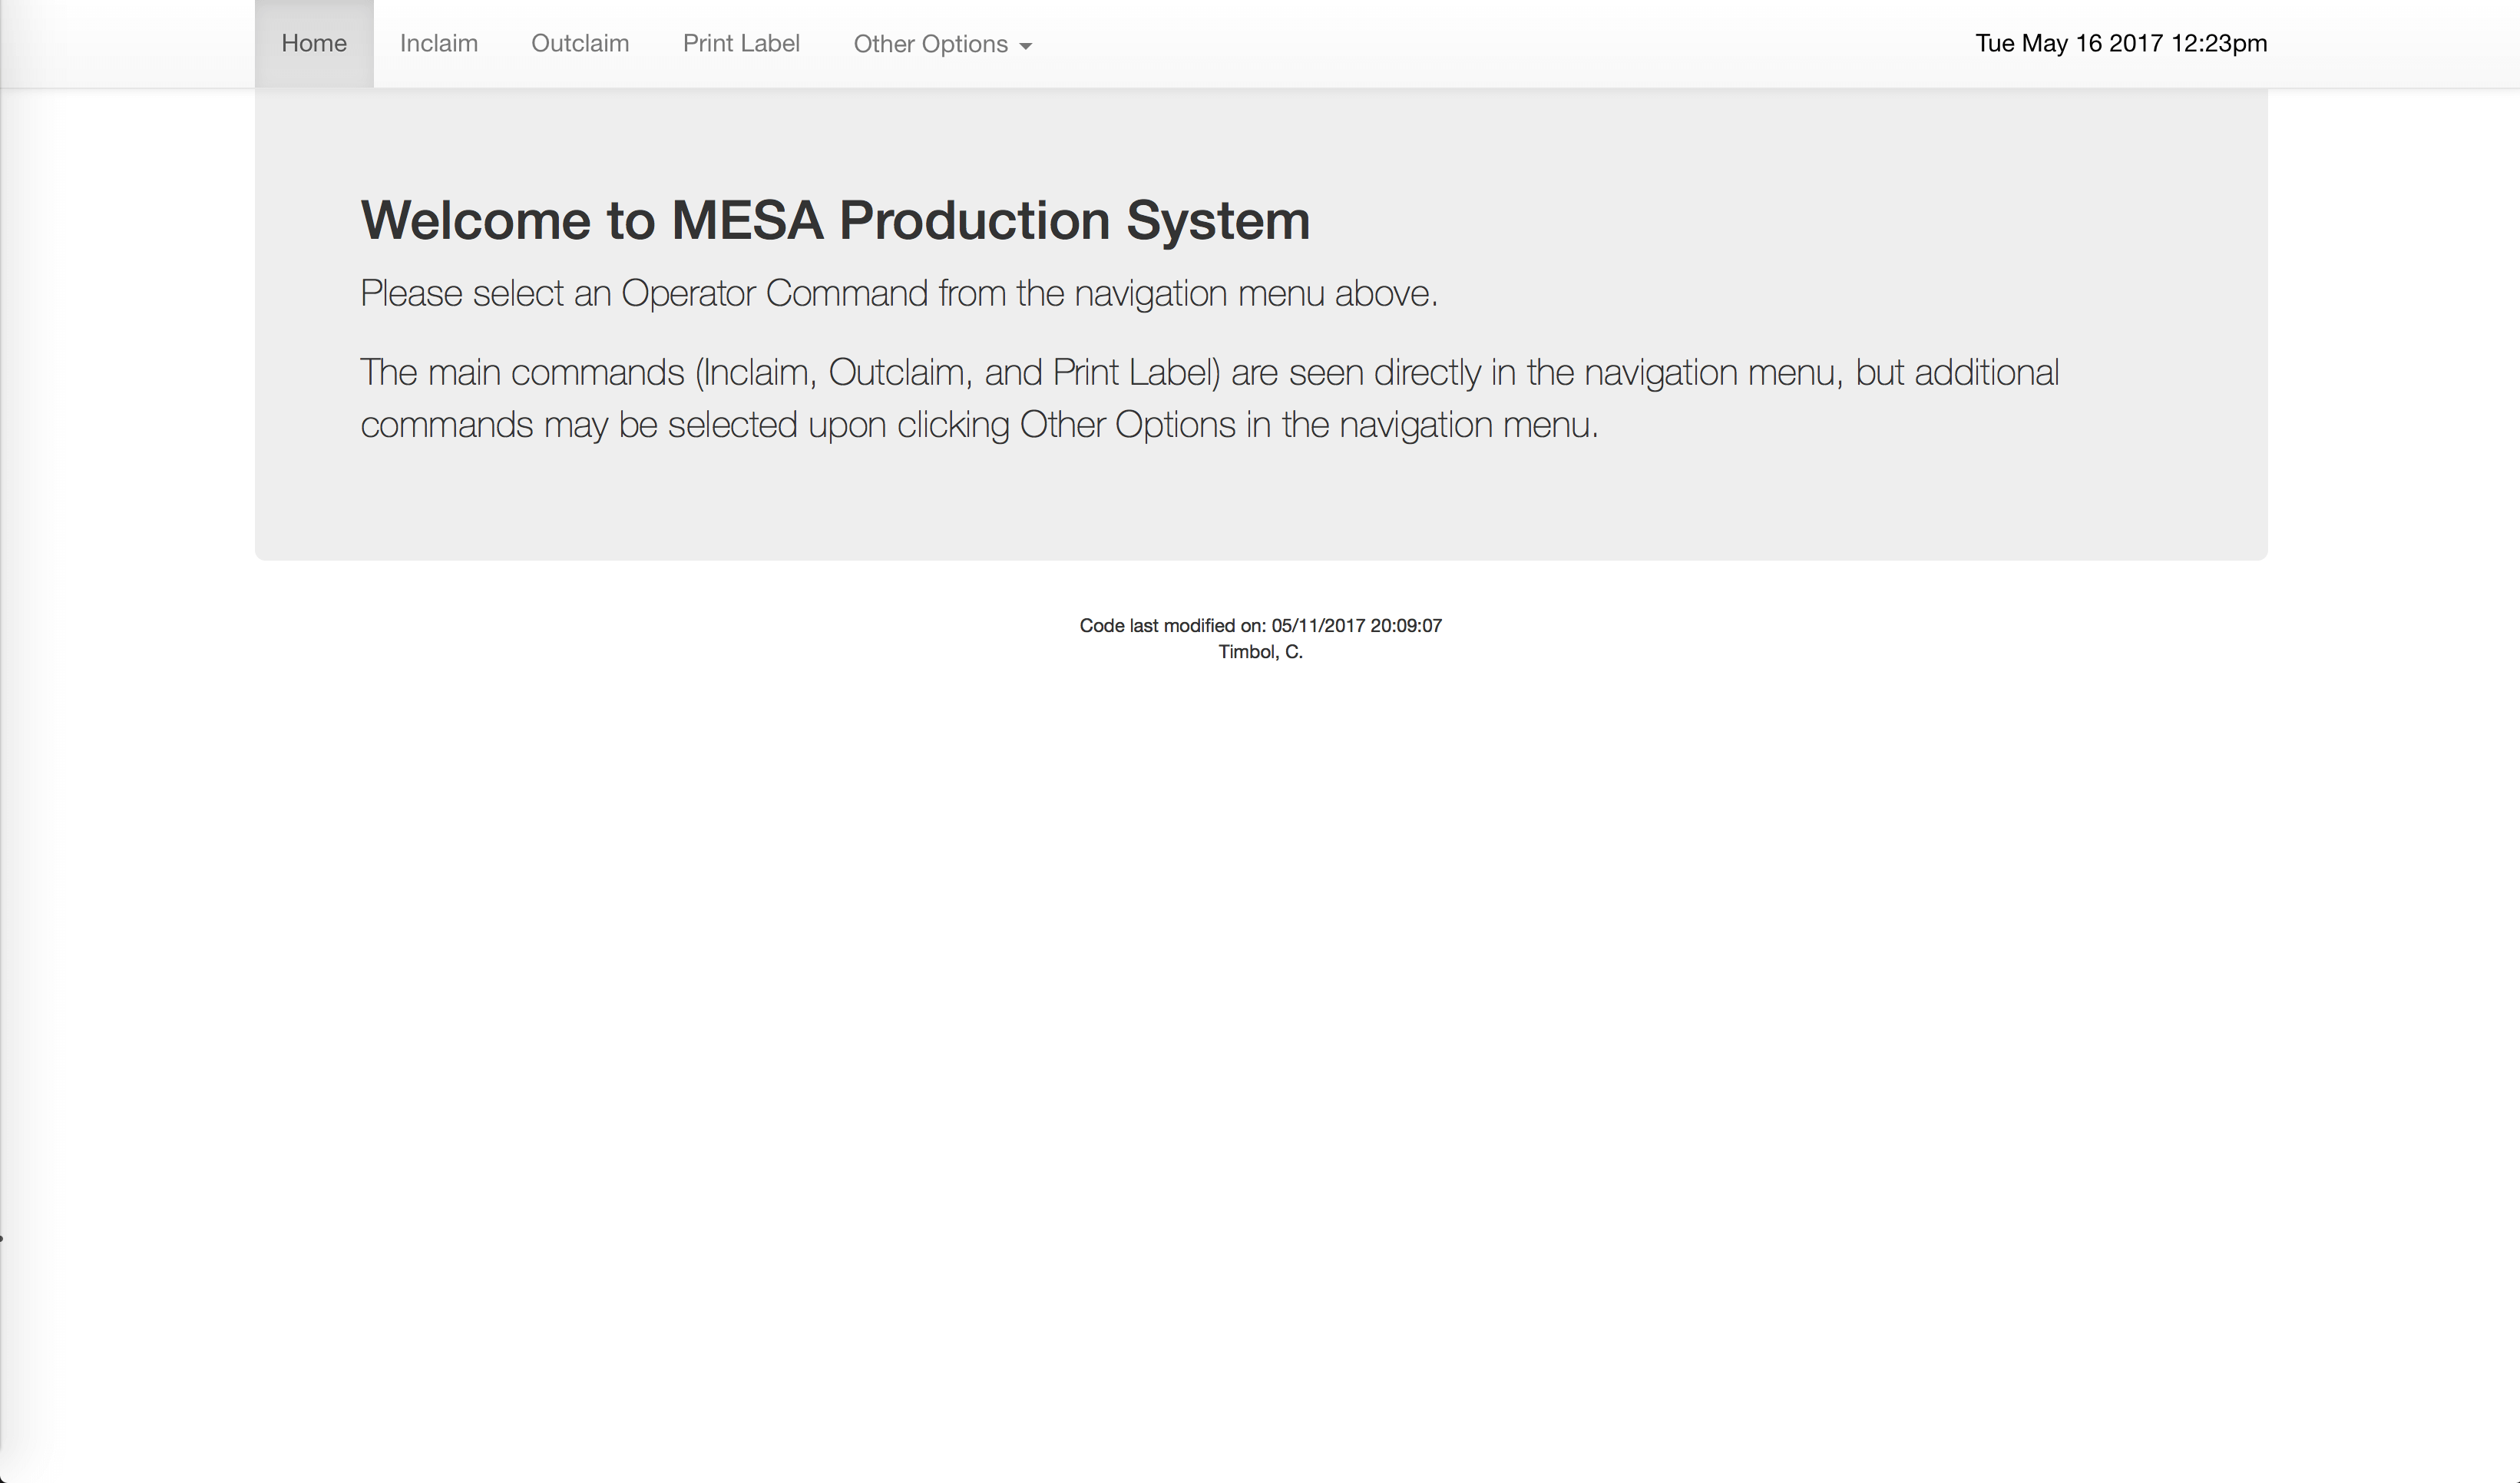 Home Inclaim Outclaim Print Label Other Options Tue May 16 2017 12:23pm
Welcome to MESA Production System
Please select an Operator Command from the navigation menu above.
The main commands (Inclaim, Outclaim, and Print Label) are seen directly in the navigation menu, but additional
commands may be selected upon clicking Other Options in the navigation menu.
Code last modified on: 05/11/2017 20:09:07
Timbol, C.